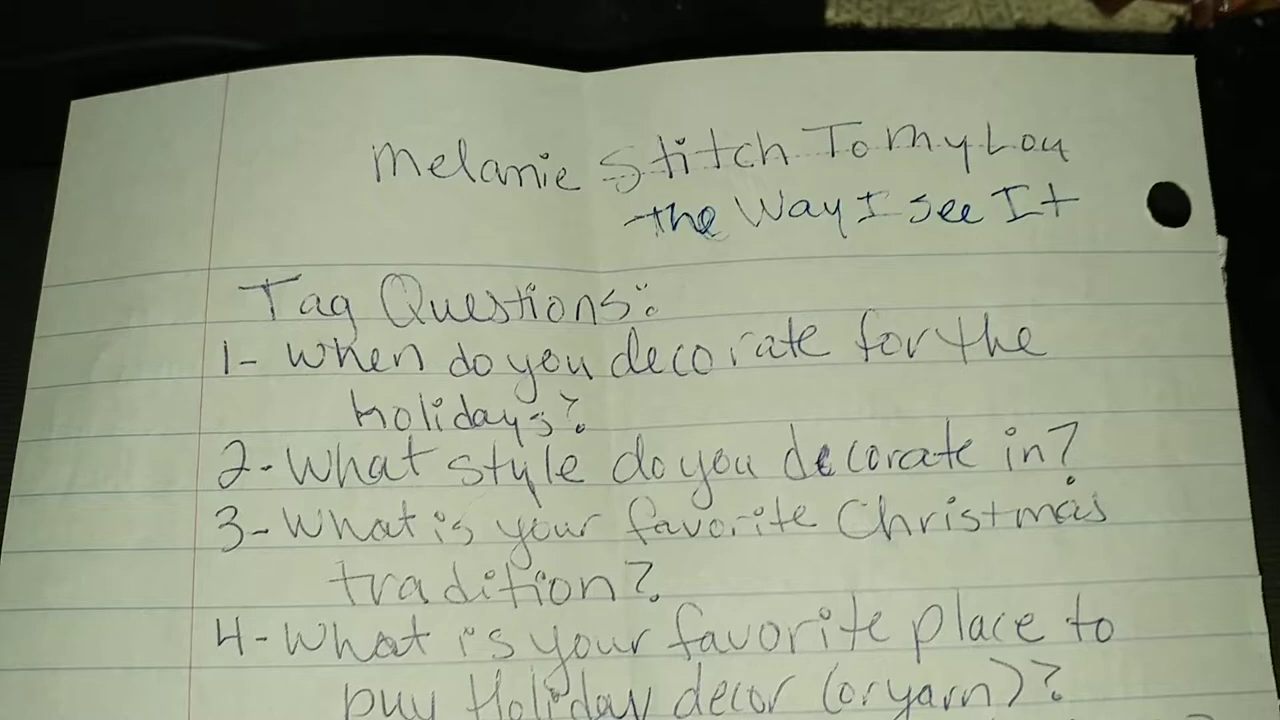 Melanie Stitch To My Lou
the Way I see It
Tag Questions:
1- When do you decorate for the
holidays?
2- What style do you decorate in?
3- What is your favorite Christmas
tradition?
4- What is your favorite place to
buy Holiday decor (or yarn)?